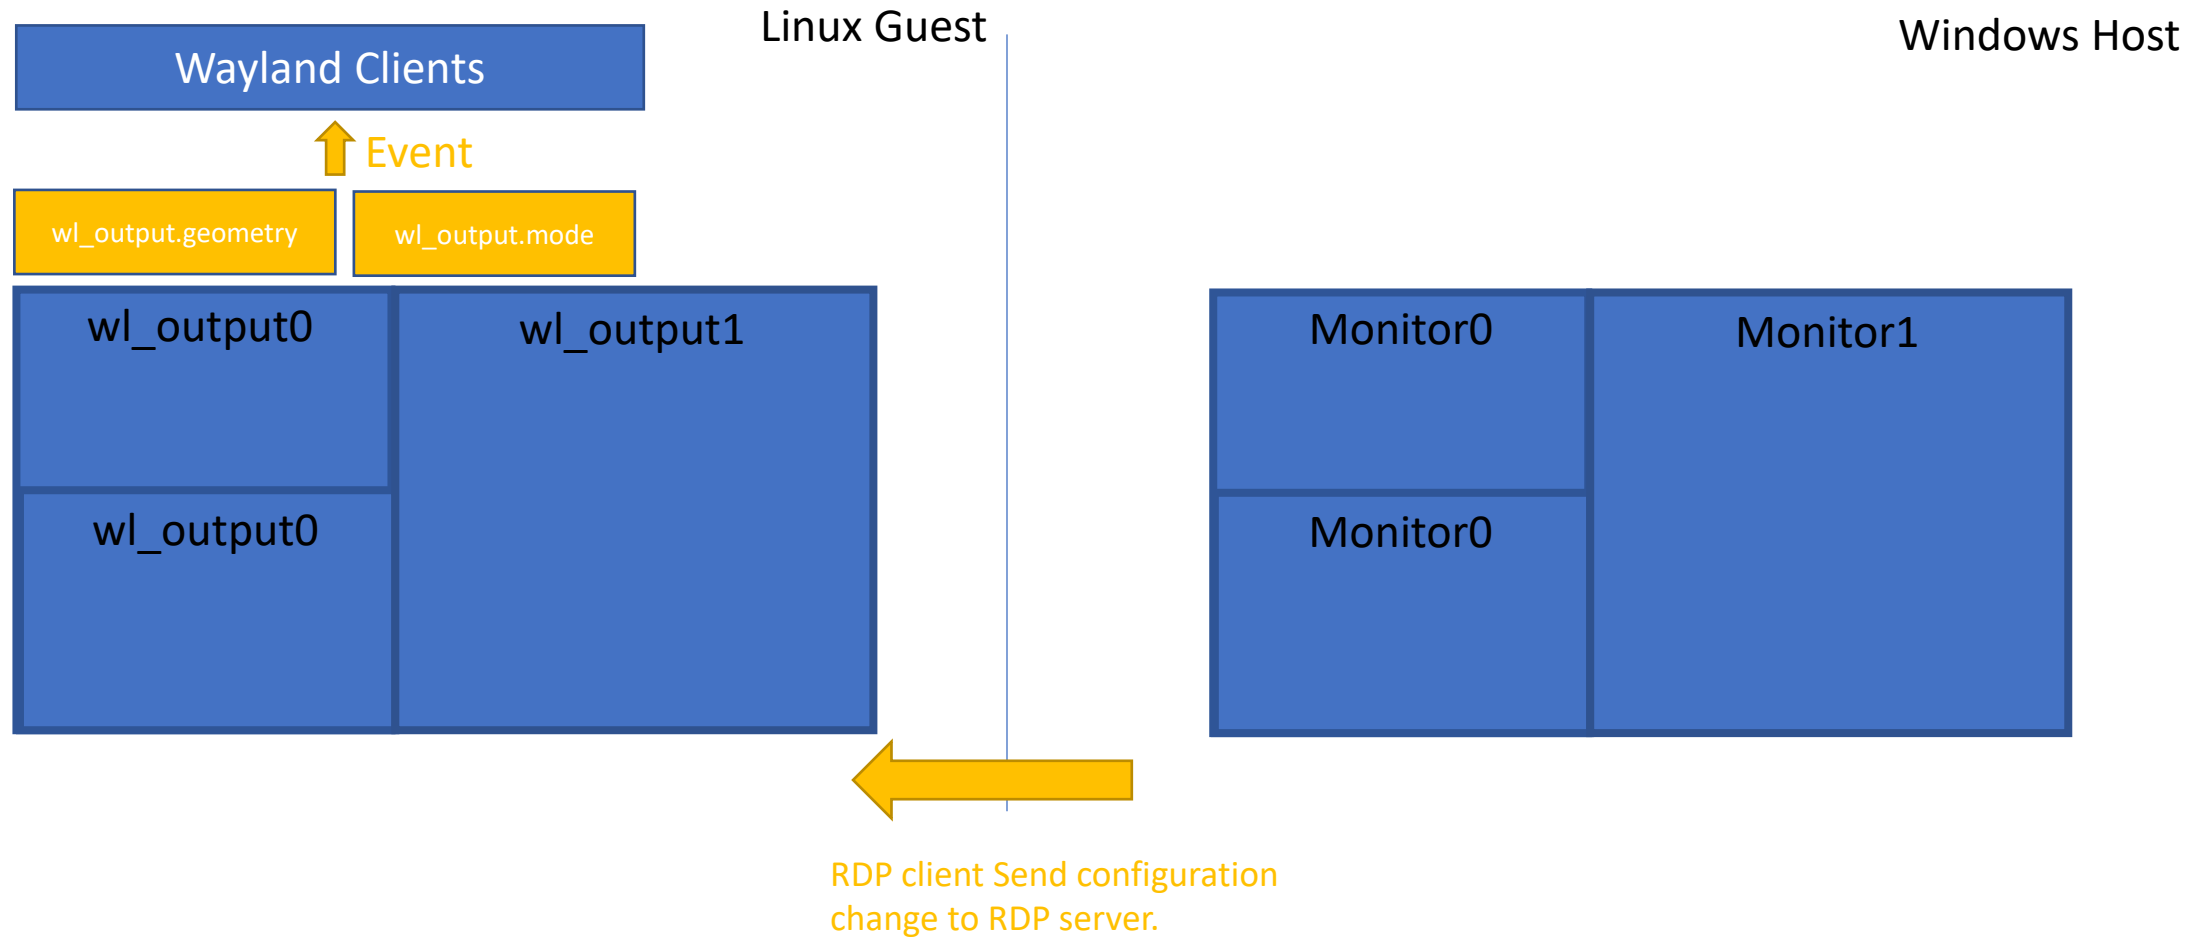 Linux Guest
Windows Host
Wayland Clients
Event
wl_output.geometry
wl_output.mode
wl_output0
wl_output1
wl_output0
Monitor0
Monitor1
Monitor0
RDP client Send configuration
change to RDP server.